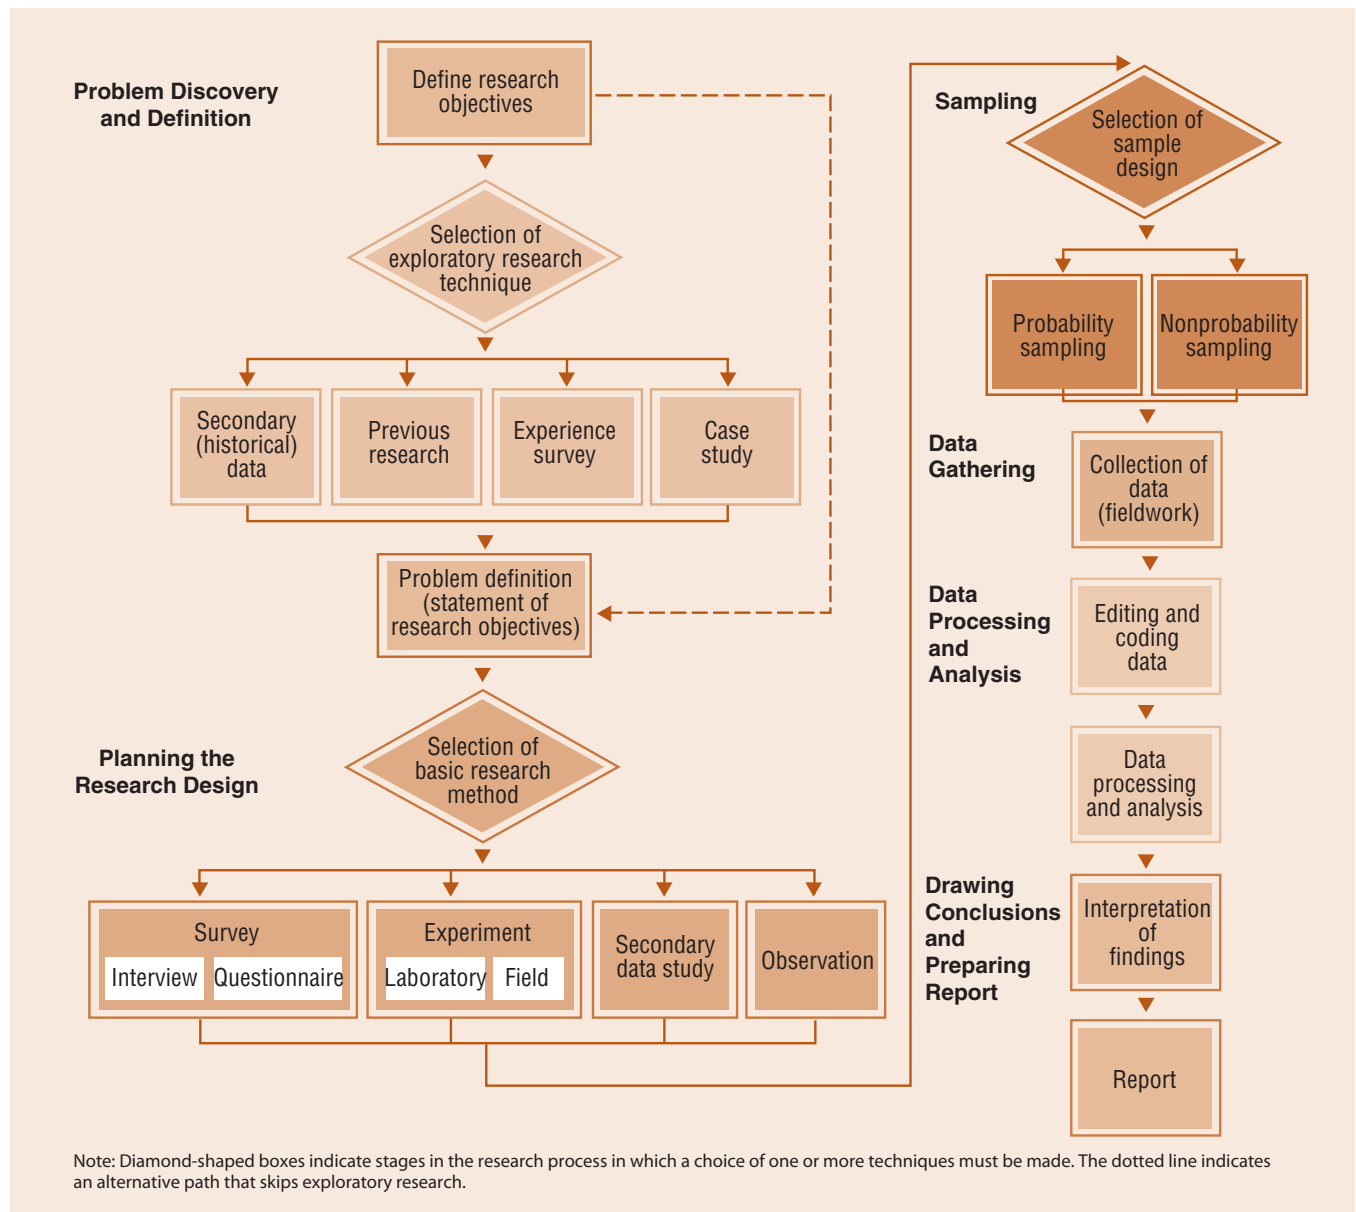 Problem Discovery
and Definition
Define research
objectives
Selection of
exploratory research
technique
Secondary
(historical)
data
Previous
research
Experience
survey
Case
study
Problem definition
(statement of
research objectives)
Planning the
Research Design
Selection of
basic research
method
Survey
Interview
Questionnaire
Experiment
Laboratory
Field
Secondary
data study
Observation
Sampling
Selection of
sample
design
Probability
sampling
Nonprobability
sampling
Data
Gathering
Collection of
data
(fieldwork)
Data
Processing
and
Analysis
Editing and
coding
data
Data
processing
and analysis
Drawing
Conclusions
and
Preparing
Report
Interpretation
of
findings
Report
Note: Diamond-shaped boxes indicate stages in the research process in which a choice of one or more techniques must be made. The dotted line indicates
an alternative path that skips exploratory research.